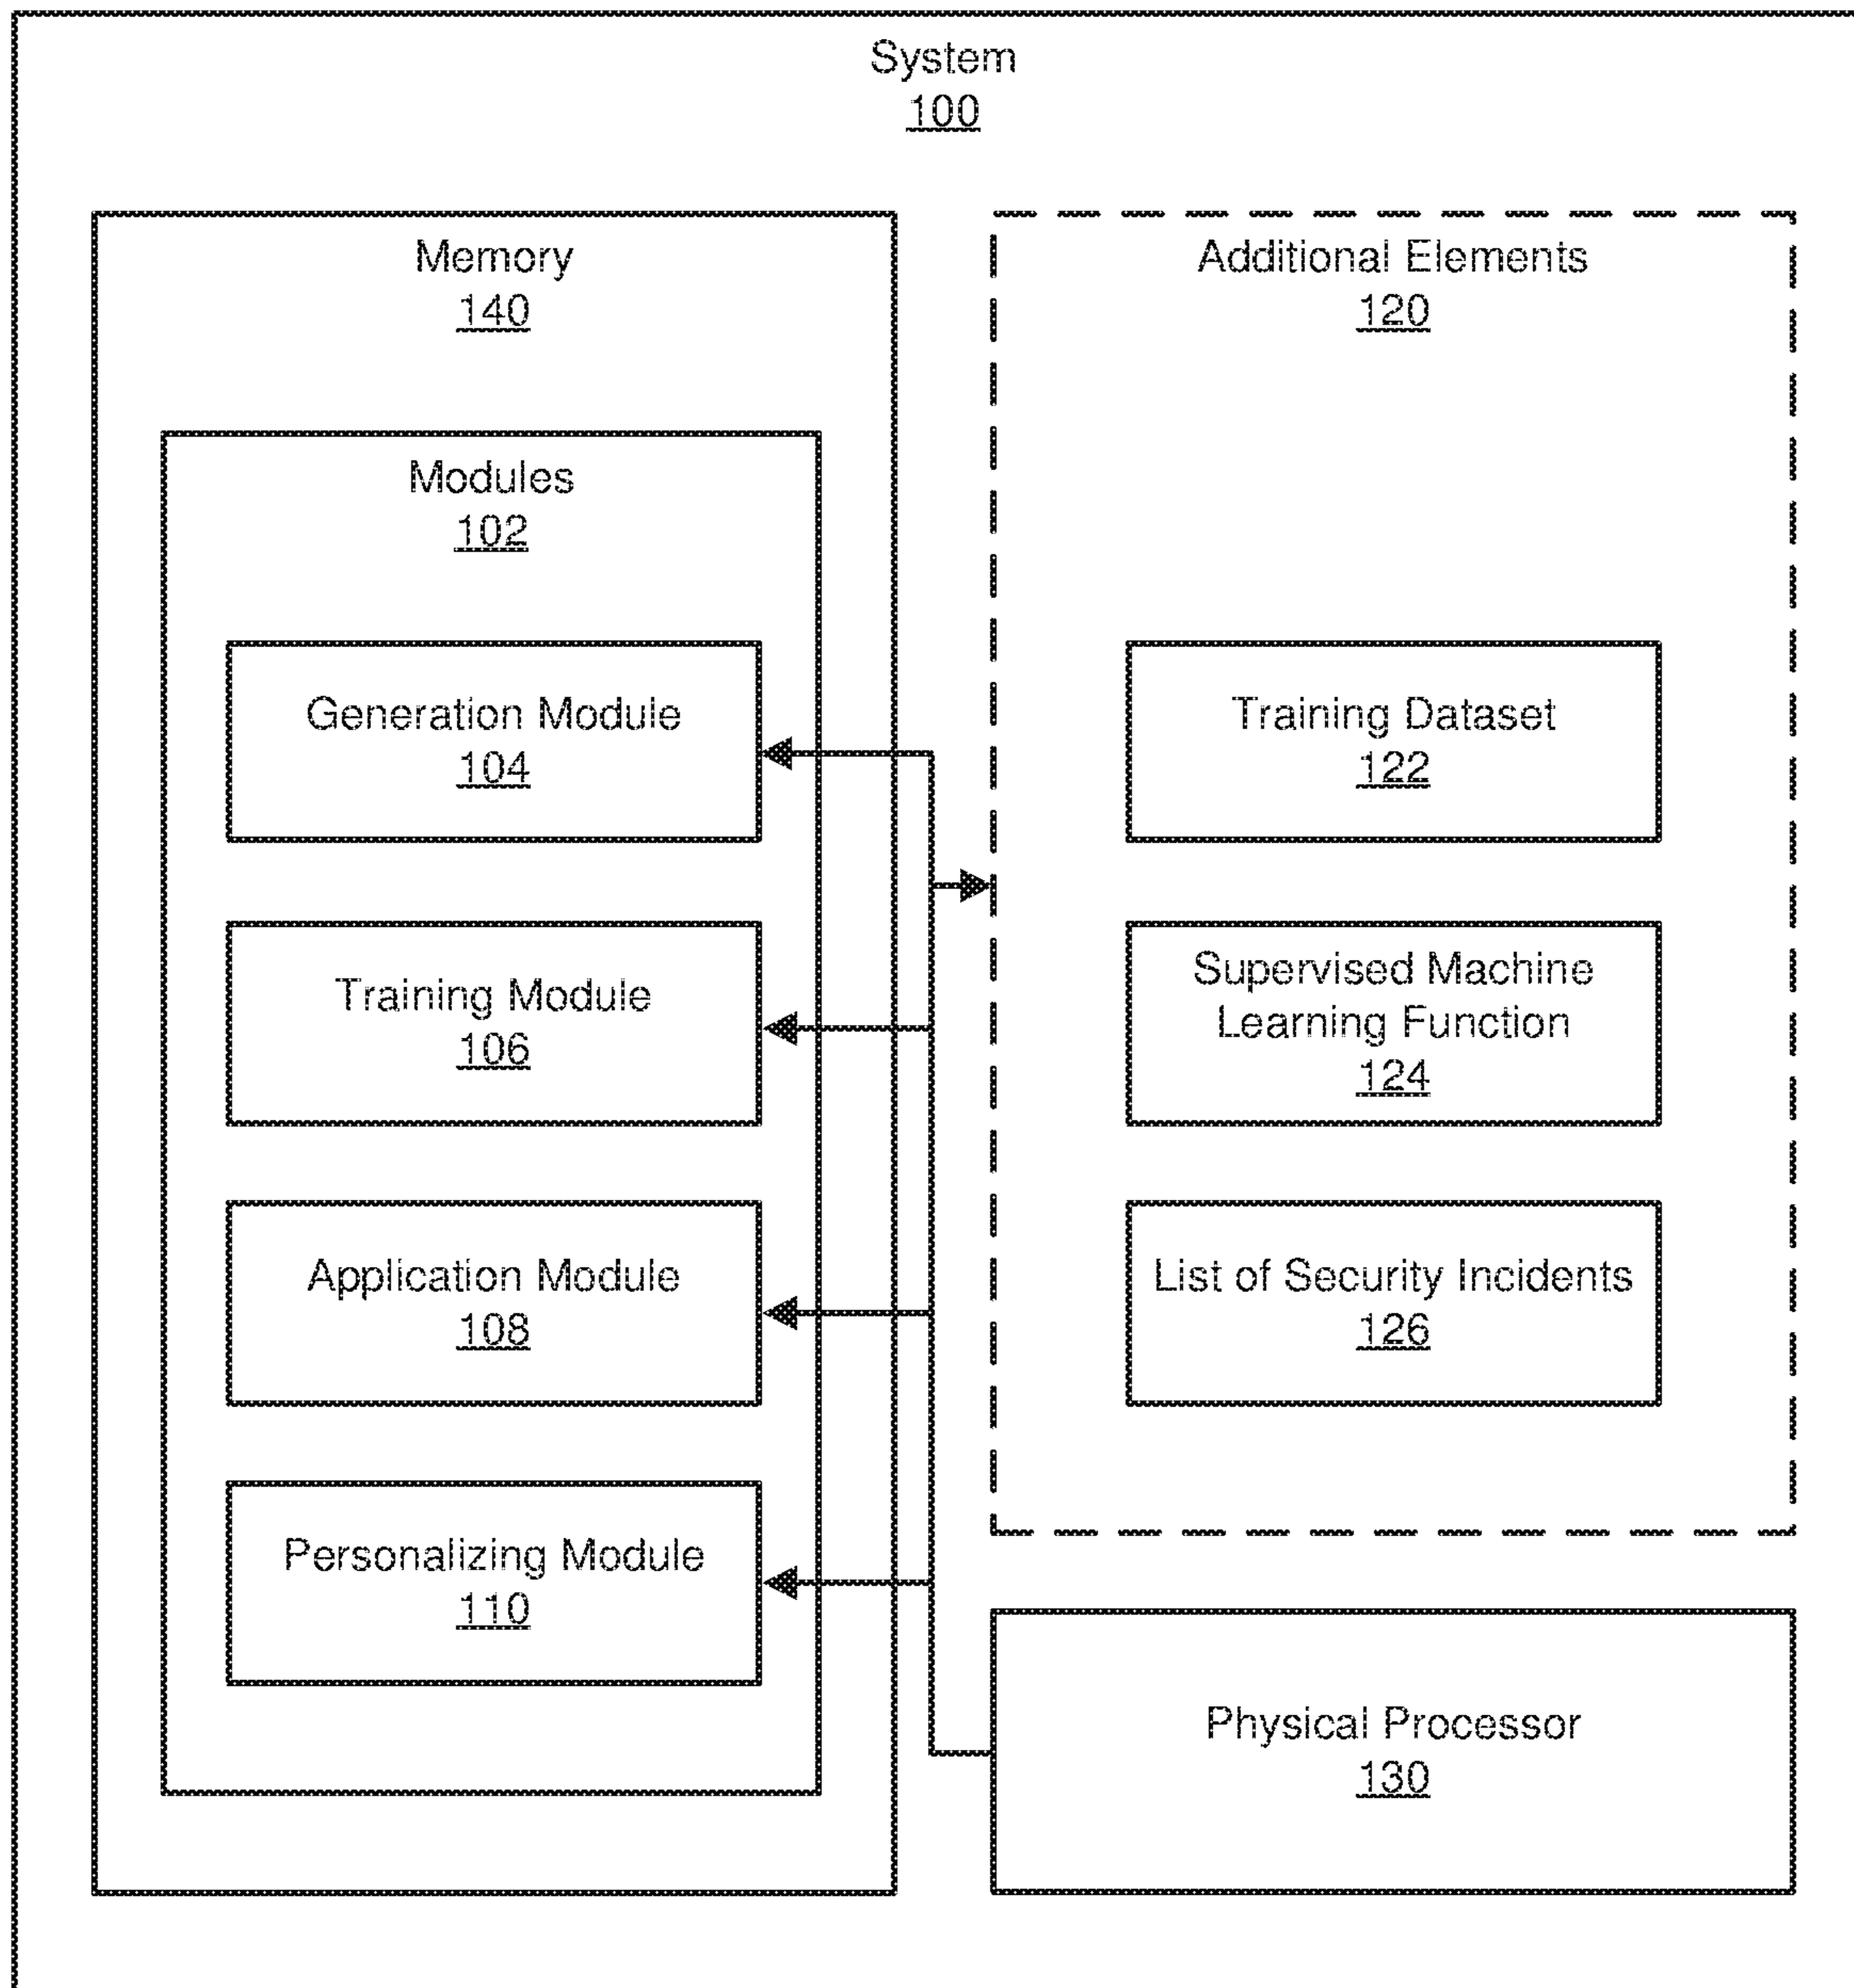 System
100
Memory
140
Modules
102
Generation Module
104
Training Module
106
Application Module
108
Personalizing Module
110
Additional Elements
120
Training Dataset
122
Supervised Machine
Learning Function
124
List of Security Incidents
126
Physical Processor
130